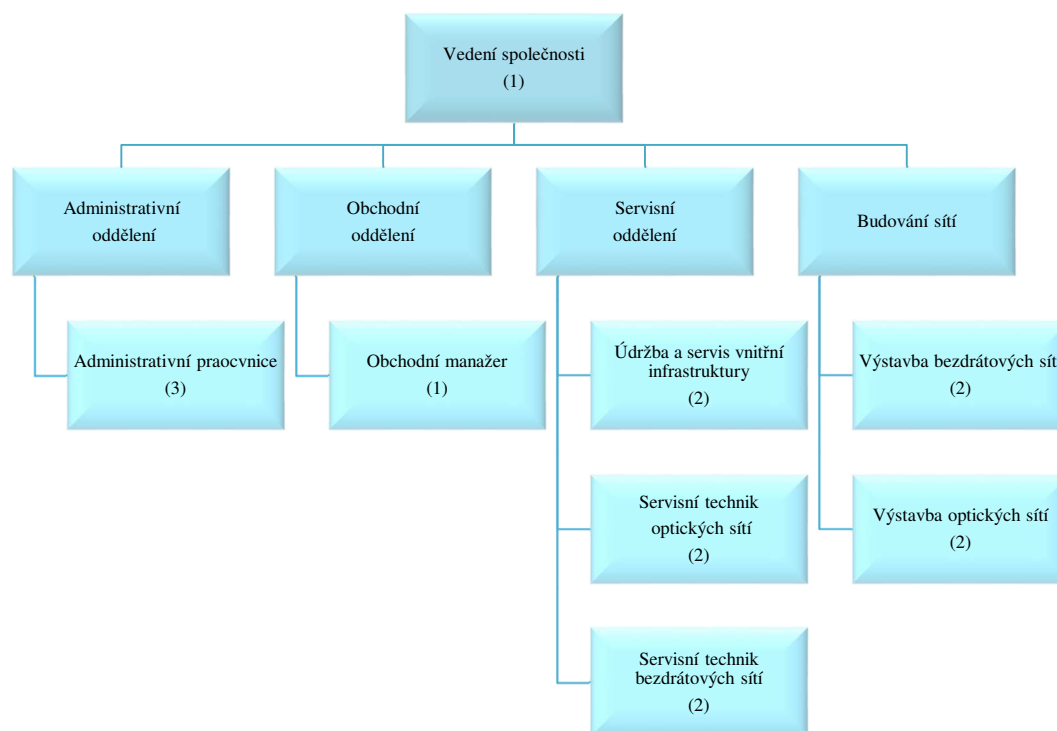 Vedení společnosti
(1)
Administrativní
oddělení
Obchodní
oddělení
Servisní
oddělení
Budování sítí
Administrativní praocvnice
(3)
Obchodní manažer
(1)
Údržba a servis vnitřní
infrastruktury
(2)
Výstavba bezdrátových sít
(2)
Servisní technik
optických sítí
(2)
Výstavba optických sítí
(2)
Servisní technik
bezdrátových sítí
(2)